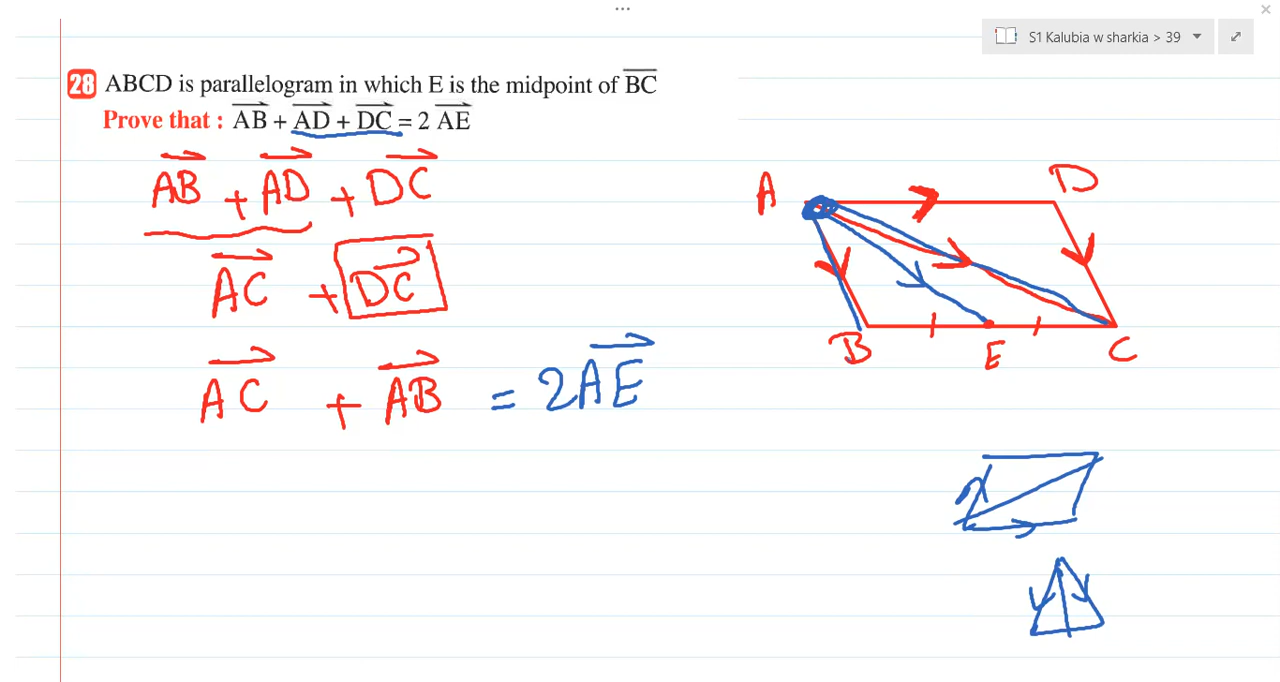 ...
S1 Kalubia w sharkia > 39
28 ABCD is parallelogram in which E is the midpoint of BC
Prove that : AB + AD + DC = 2 AE
AB + AD + DC
AC + DC
AC + AB = 2AE
A
D
B
E
C